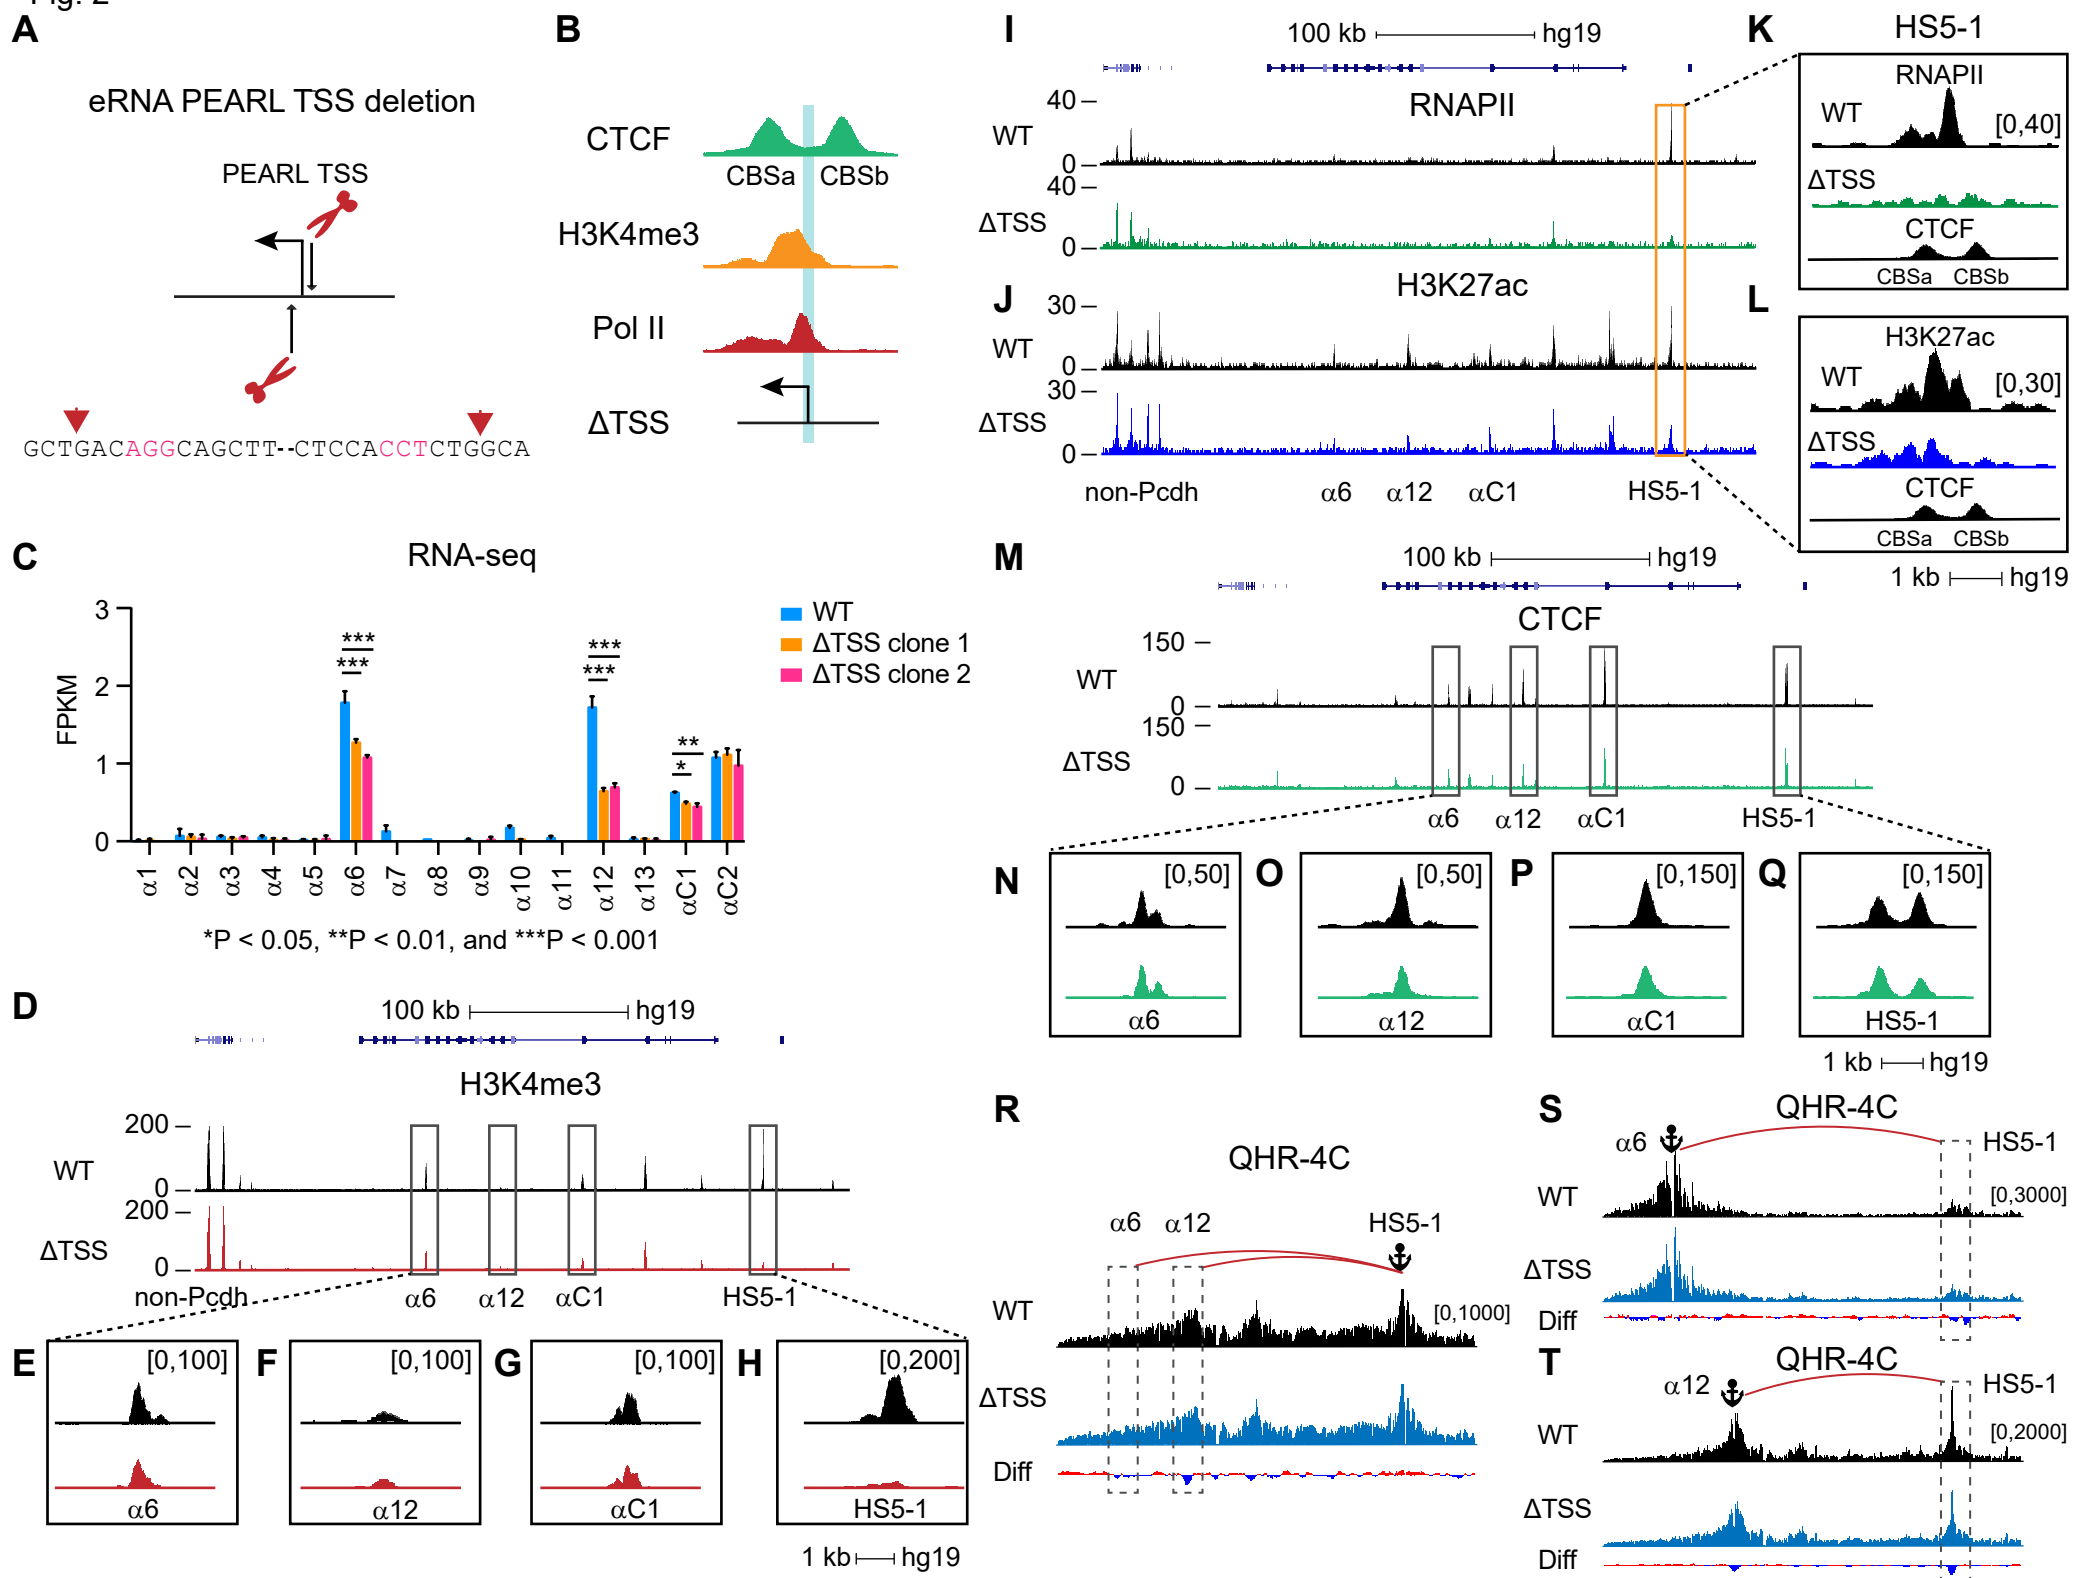 Fig. 2
A
eRNA PEARL TSS deletion
PEARL TSS
GCTGACAGGCAGCTT--CTCCACCTCTGGCA
B
CTCF
CBSa CBSb
H3K4me3
Pol II
ΔTSS
C
RNA-seq
FPKM
3
2
1
0
***
***
***
***
**
*
WT
ΔTSS clone 1
ΔTSS clone 2
α1 α2 α3 α4 α5 α6 α7 α8 α9 α10 α11 α12 α13 αC1 αC2
*P < 0.05, **P < 0.01, and ***P < 0.001
D
100 kb hg19
H3K4me3
200
WT
0
200
ΔTSS
0
non-Pcdh α6 α12 αC1 HS5-1
E
[0,100]
α6
F
[0,100]
α12
G
[0,100]
αC1
H
[0,200]
HS5-1
1 kb hg19
I
100 kb hg19
RNAPII
40
WT
0
40
ΔTSS
0
J
H3K27ac
30
WT
0
30
ΔTSS
0
non-Pcdh α6 α12 αC1 HS5-1
K
HS5-1
RNAPII
WT
[0,40]
ΔTSS
CTCF
CBSa CBSb
L
H3K27ac
WT
[0,30]
ΔTSS
CTCF
CBSa CBSb
1 kb hg19
M
100 kb hg19
CTCF
150
WT
0
150
ΔTSS
0
α6 α12 αC1 HS5-1
N
[0,50]
α6
O
[0,50]
α12
P
[0,150]
αC1
Q
[0,150]
HS5-1
1 kb hg19
R
QHR-4C
α6 α12 HS5-1
WT
[0,1000]
ΔTSS
Diff
S
QHR-4C
α6 HS5-1
WT
[0,3000]
ΔTSS
Diff
T
QHR-4C
α12 HS5-1
WT
[0,2000]
ΔTSS
Diff